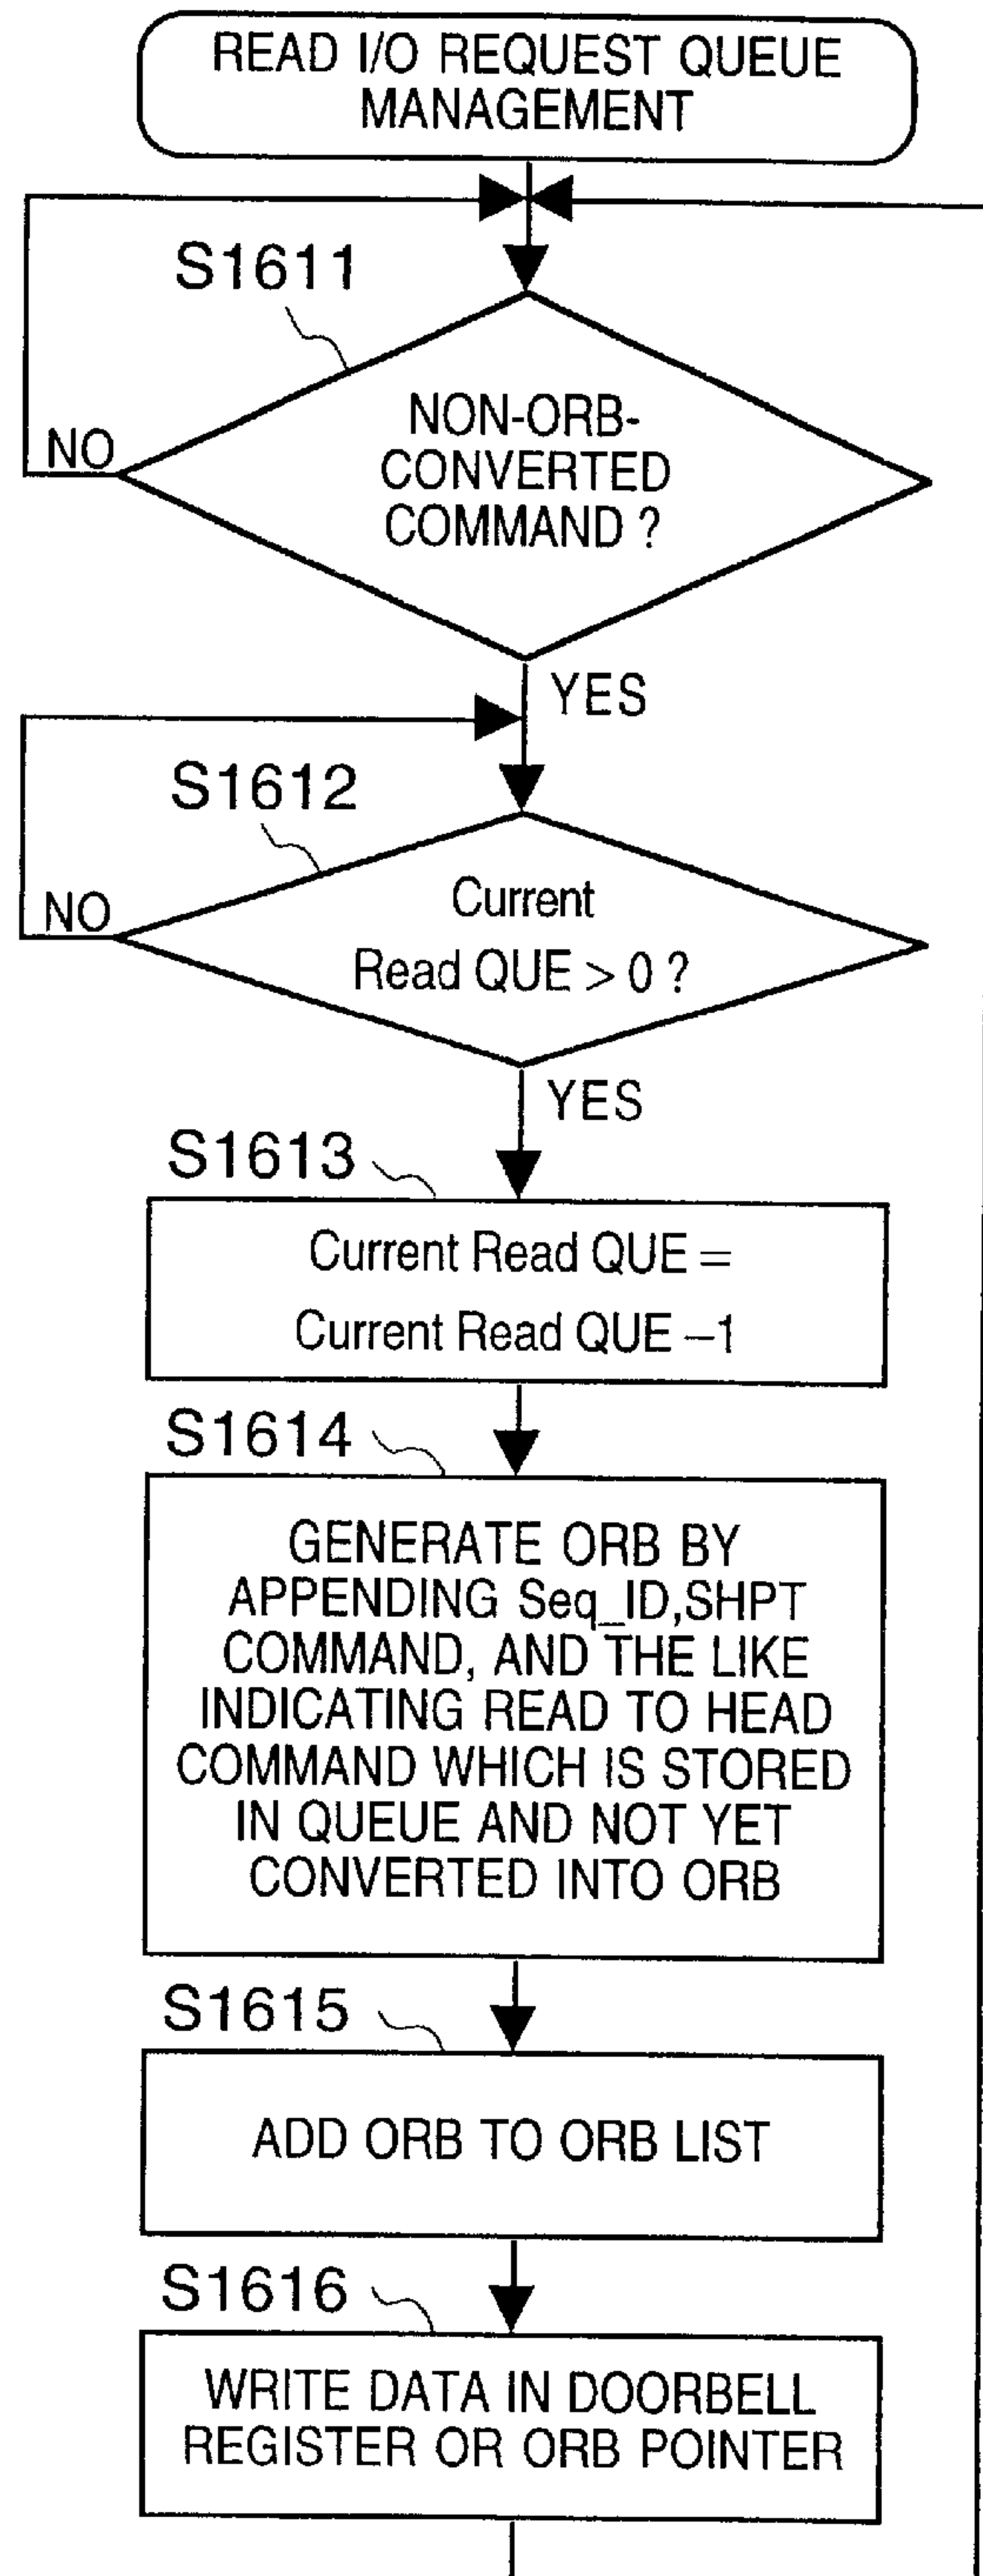 READ I/O REQUEST QUEUE
MANAGEMENT
S1611
NON-ORB-
CONVERTED
COMMAND ?
NO
YES
S1612
Current
Read QUE > 0 ?
NO
YES
S1613
Current Read QUE =
Current Read QUE –1
S1614
GENERATE ORB BY
APPENDING Seq_ID,SHPT
COMMAND, AND THE LIKE
INDICATING READ TO HEAD
COMMAND WHICH IS STORED
IN QUEUE AND NOT YET
CONVERTED INTO ORB
S1615
ADD ORB TO ORB LIST
S1616
WRITE DATA IN DOORBELL
REGISTER OR ORB POINTER